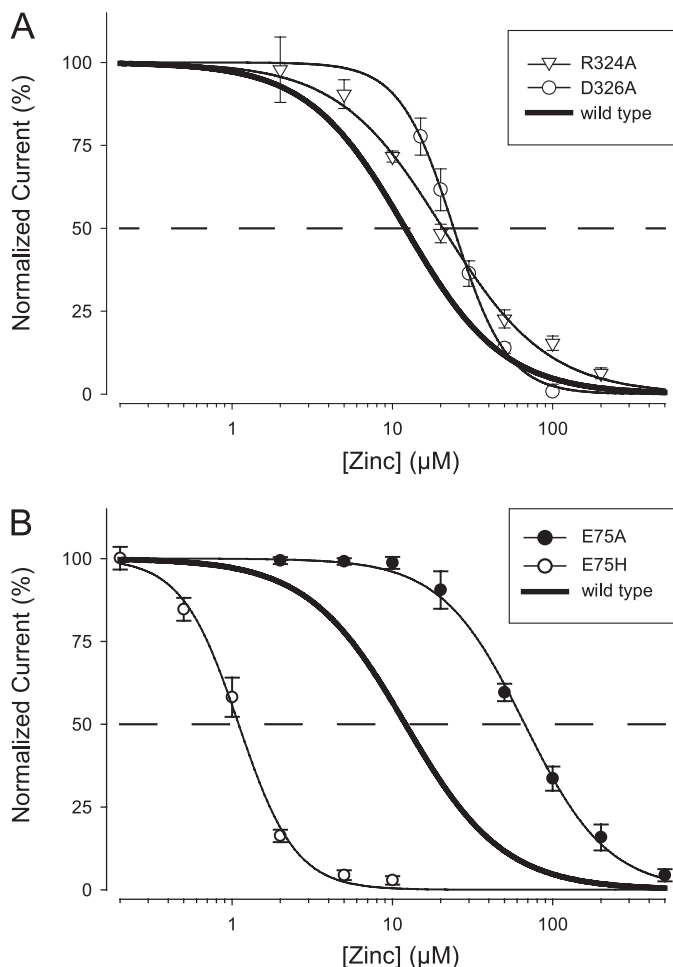 A
Normalized Current (%)
100
75
50
25
0
R324A
D326A
wild type
1
10
100
[Zinc] (µM)
B
Normalized Current (%)
100
75
50
25
0
E75A
E75H
wild type
1
10
100
[Zinc] (µM)